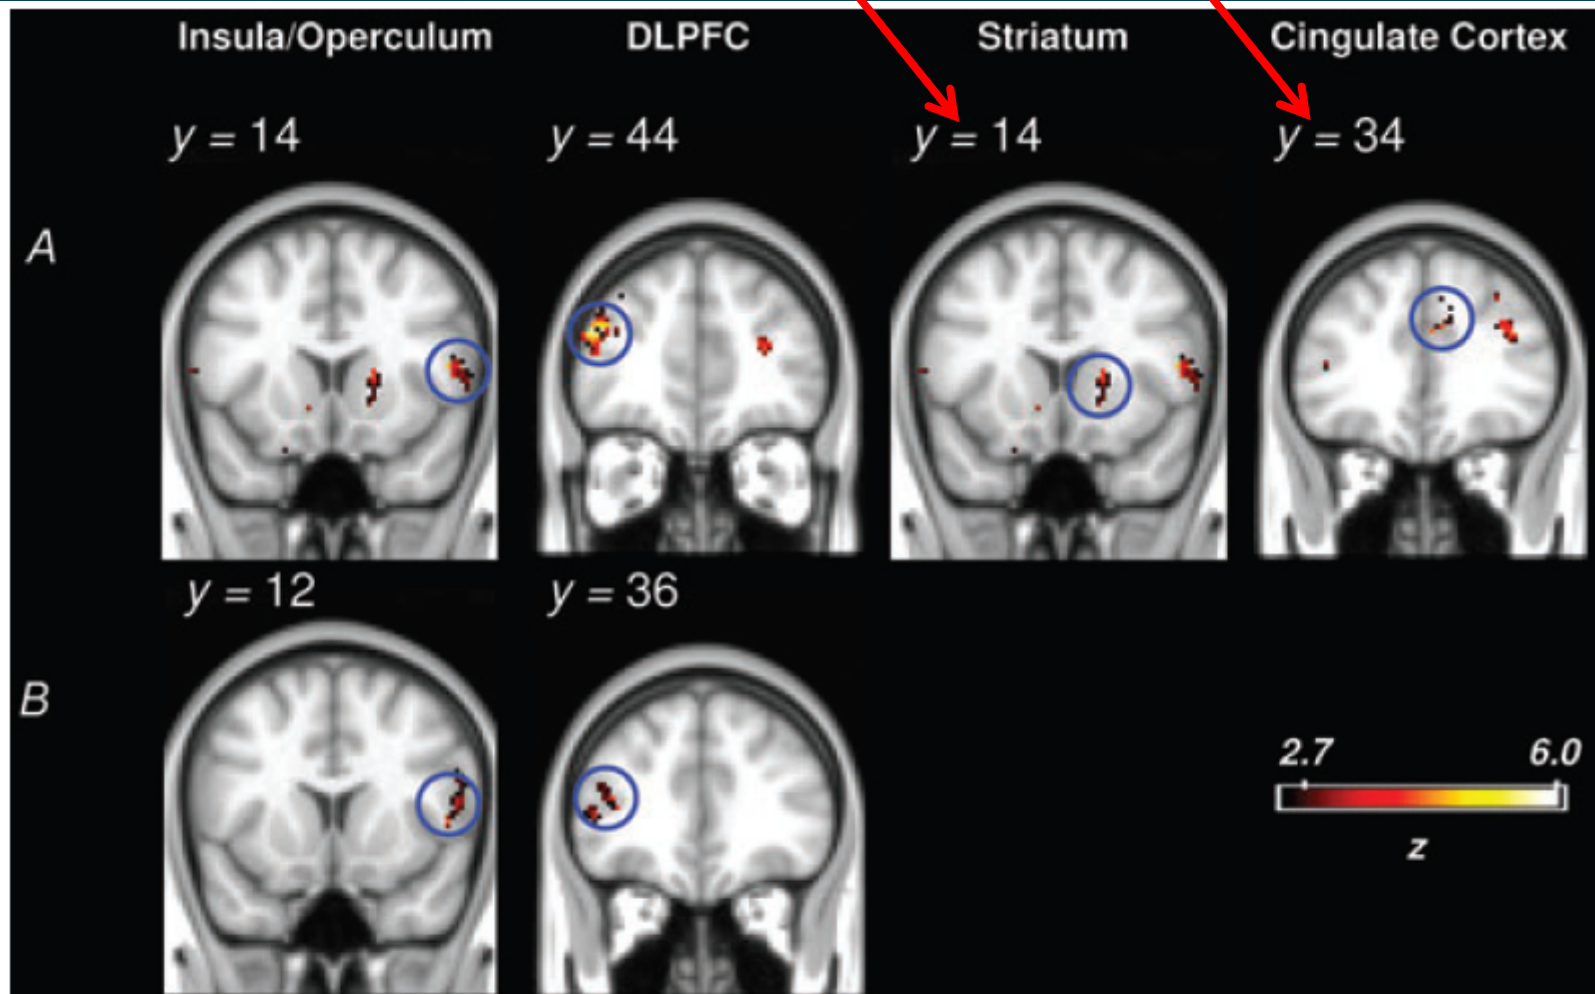 Insula/Operculum DLPFC Striatum Cingulate Cortex
y = 14 y = 44 y = 14 y = 34
A
y = 12 y = 36
B
2.7 6.0
z